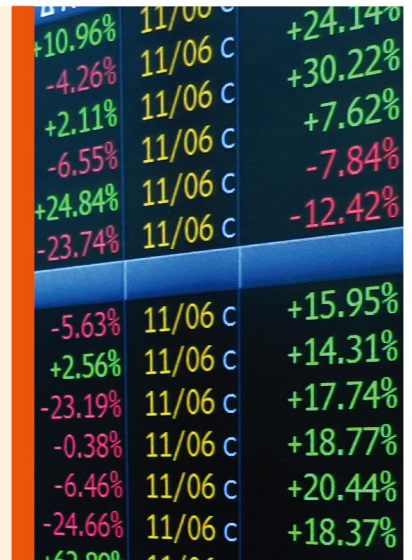 +10.96% 11/06 C
-4.26% 11/06 C +24.14%
+2.11% 11/06 C +30.22%
-6.55% 11/06 C +7.62%
+24.84% 11/06 C -7.84%
-23.74% 11/06 C -12.42%
-5.63% 11/06 C +15.95%
+2.56% 11/06 C +14.31%
-23.19% 11/06 C +17.74%
-0.38% 11/06 C +18.77%
-6.46% 11/06 C +20.44%
-24.66% 11/06 C +18.37%